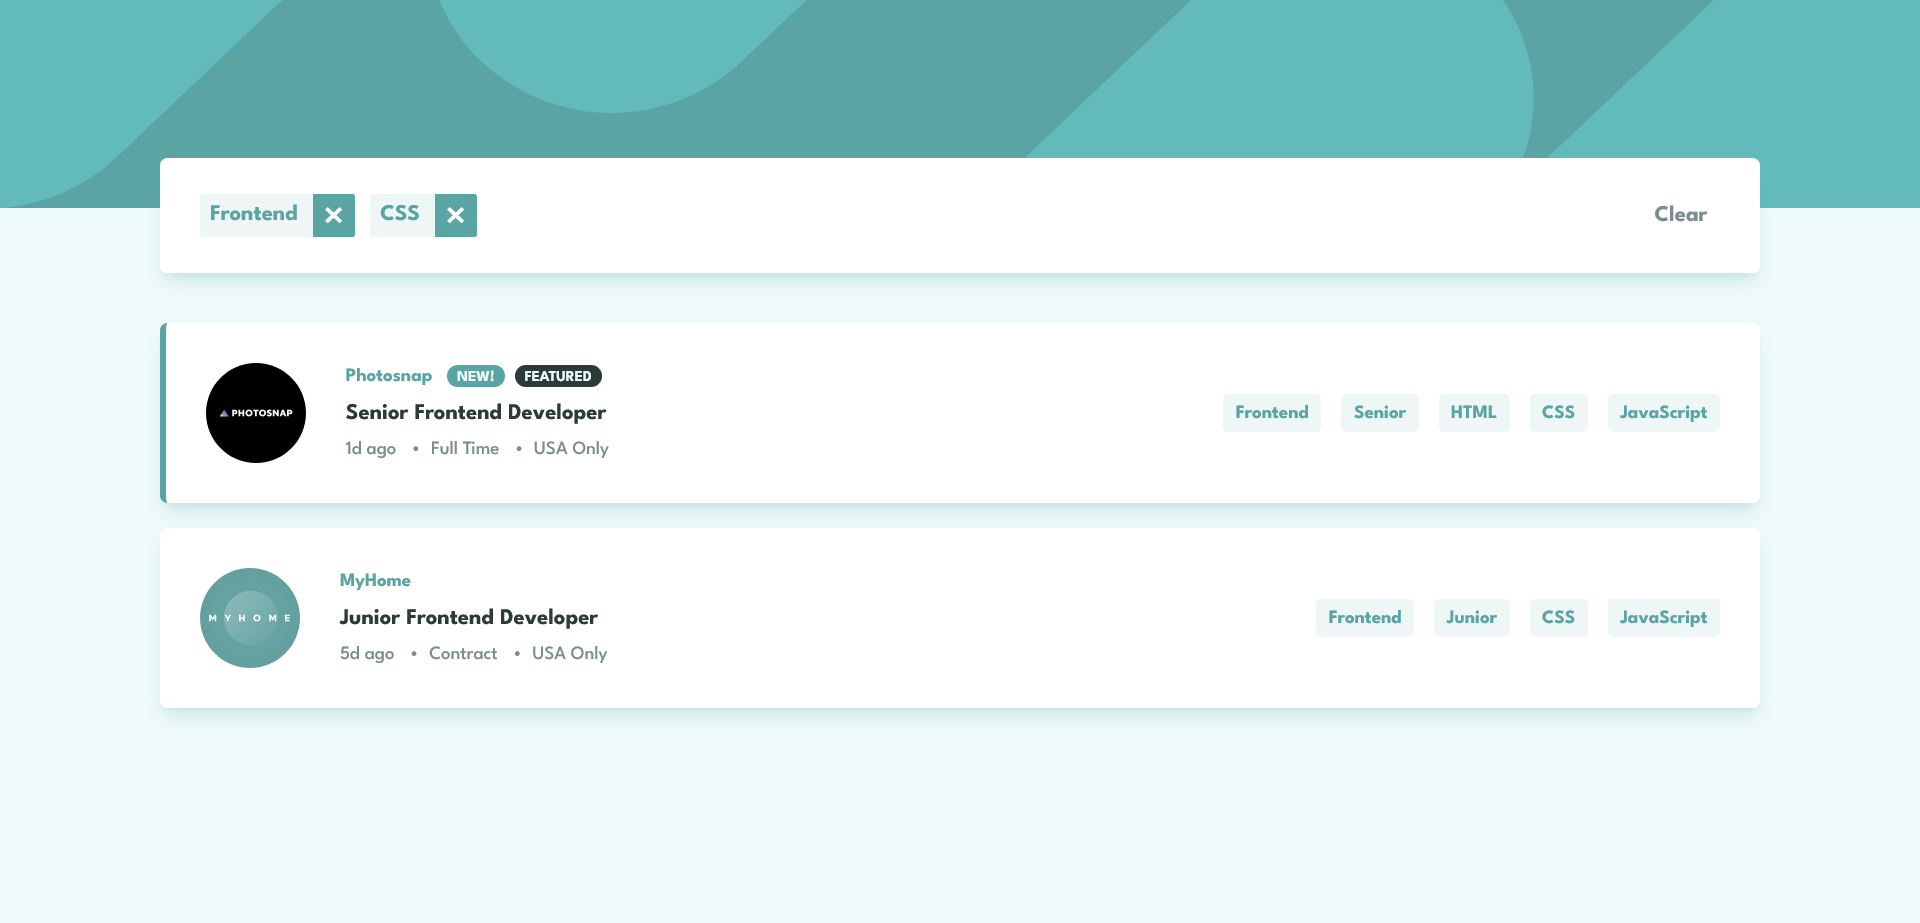 Frontend CSS Clear
Photosnap NEW! FEATURED
PHOTOSNAP
Senior Frontend Developer
1d ago • Full Time • USA Only
Frontend Senior HTML CSS JavaScript
MyHome
MYHOME
Junior Frontend Developer
5d ago • Contract • USA Only
Frontend Junior CSS JavaScript